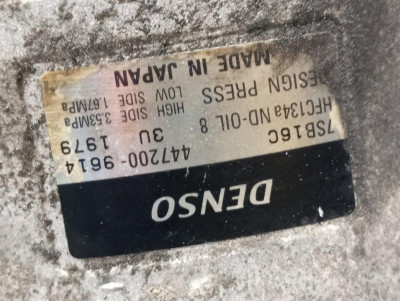 DENSO
447200-9614
7SB16C 3U 1979
HFC134a ND-OIL 8
DESIGN PRESS HIGH SIDE 3.53MPa
LOW SIDE 1.67MPa
MADE IN JAPAN